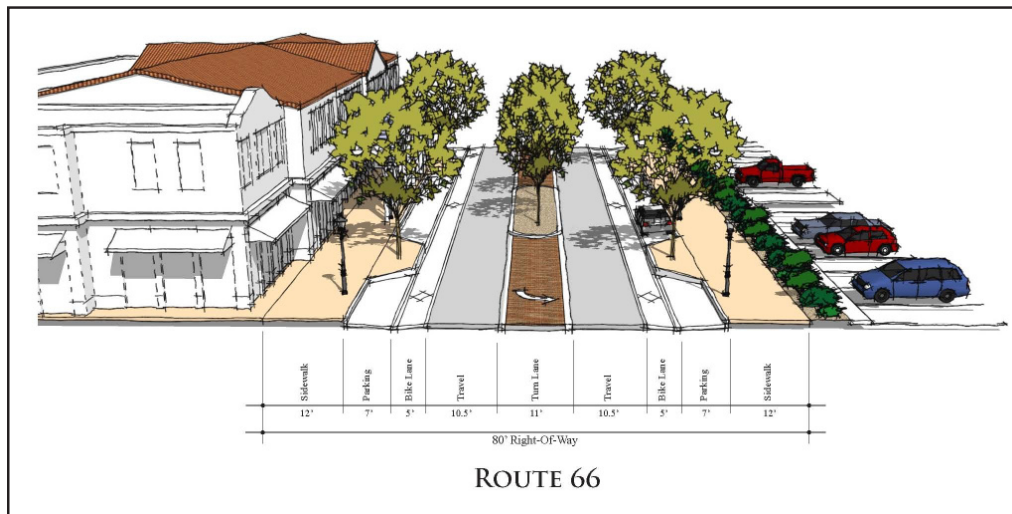 Sidewalk Parking Bike Lane Travel Turn Lane Travel Bike Lane Parking Sidewalk
12' 7' 5' 10.5' 11' 10.5' 5' 7' 12'
80' Right-Of-Way
ROUTE 66